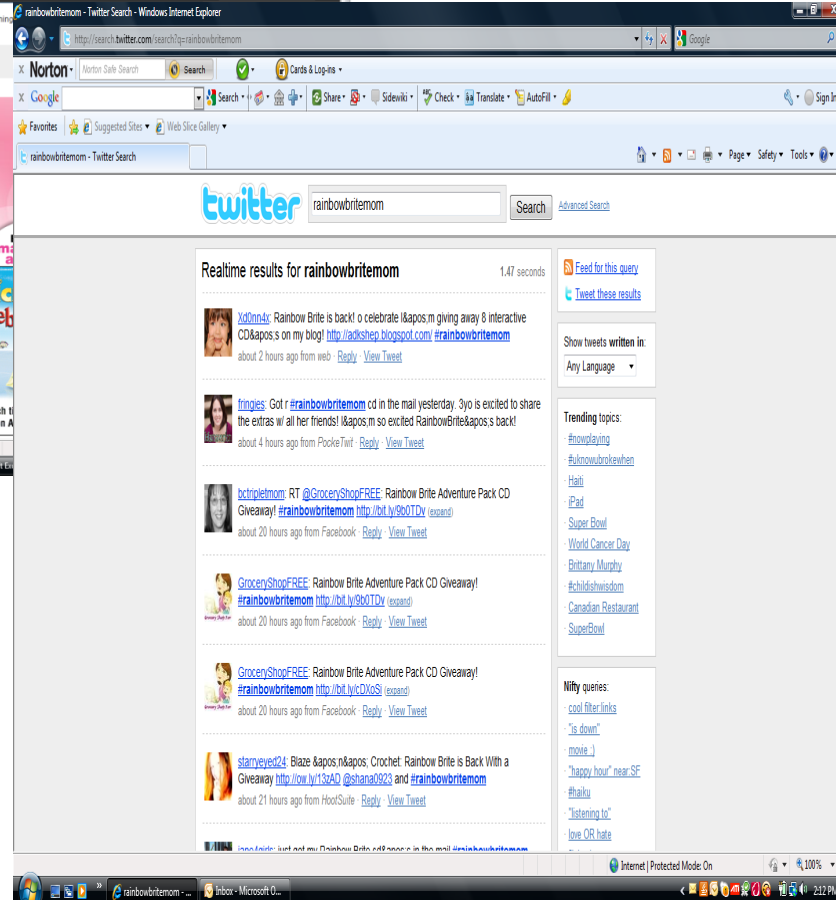 rainbowbritemom - Twitter Search - Windows Internet Explorer
http://search.twitter.com/search?q=rainbowbritemom
Google
x Norton Norton Safe Search Search Cards & Log-ins
x Google Search Share Sidewiki Check Translate AutoFill Sign In
Favorites Suggested Sites Web Slice Gallery
rainbowbritemom - Twitter Search
Page Safety Tools
twitter rainbowbritemom Search Advanced Search
Realtime results for rainbowbritemom 1.47 seconds
Xd0nn4x: Rainbow Brite is back! o celebrate I&apos;m giving away 8 interactive
CD&apos;s on my blog! http://adkshep.blogspot.com/ #rainbowbritemom
about 2 hours ago from web · Reply · View Tweet
fringies: Got r #rainbowbritemom cd in the mail yesterday. 3yo is excited to share
the extras w/ all her friends! I&apos;m so excited RainbowBrite&apos;s back!
about 4 hours ago from PockeTwit · Reply · View Tweet
bctripletmom: RT @GroceryShopFREE: Rainbow Brite Adventure Pack CD
Giveaway! #rainbowbritemom http://bit.ly/9b0TDv (expand)
about 20 hours ago from Facebook · Reply · View Tweet
GroceryShopFREE: Rainbow Brite Adventure Pack CD Giveaway!
#rainbowbritemom http://bit.ly/9b0TDv (expand)
about 20 hours ago from Facebook · Reply · View Tweet
GroceryShopFREE: Rainbow Brite Adventure Pack CD Giveaway!
#rainbowbritemom http://bit.ly/cDXoSi (expand)
about 20 hours ago from Facebook · Reply · View Tweet
starryeyed24: Blaze &apos;n&apos; Crochet: Rainbow Brite is Back With a
Giveaway http://ow.ly/13zAD @shana0923 and #rainbowbritemom
about 21 hours ago from HootSuite · Reply · View Tweet
jane4girls: just got my Rainbow Brite cd&apos;s in the mail #rainbowbritemom
Feed for this query
Tweet these results
Show tweets written in:
Any Language
Trending topics:
· #nowplaying
· #uknowubrokewhen
· Haiti
· iPad
· Super Bowl
· World Cancer Day
· Brittany Murphy
· #childishwisdom
· Canadian Restaurant
· SuperBowl
Nifty queries:
· cool filter:links
· "is down"
· movie :)
· "happy hour" near:SF
· #haiku
· "listening to"
· love OR hate
Internet | Protected Mode: On 100%
rainbowbritemom - ... Inbox - Microsoft O... 2:12 PM